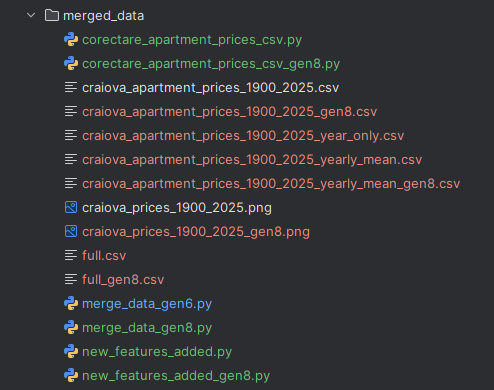 merged_data
corectare_apartment_prices_csv.py
corectare_apartment_prices_csv_gen8.py
craiova_apartment_prices_1900_2025.csv
craiova_apartment_prices_1900_2025_gen8.csv
craiova_apartment_prices_1900_2025_year_only.csv
craiova_apartment_prices_1900_2025_yearly_mean.csv
craiova_apartment_prices_1900_2025_yearly_mean_gen8.csv
craiova_prices_1900_2025.png
craiova_prices_1900_2025_gen8.png
full.csv
full_gen8.csv
merge_data_gen6.py
merge_data_gen8.py
new_features_added.py
new_features_added_gen8.py